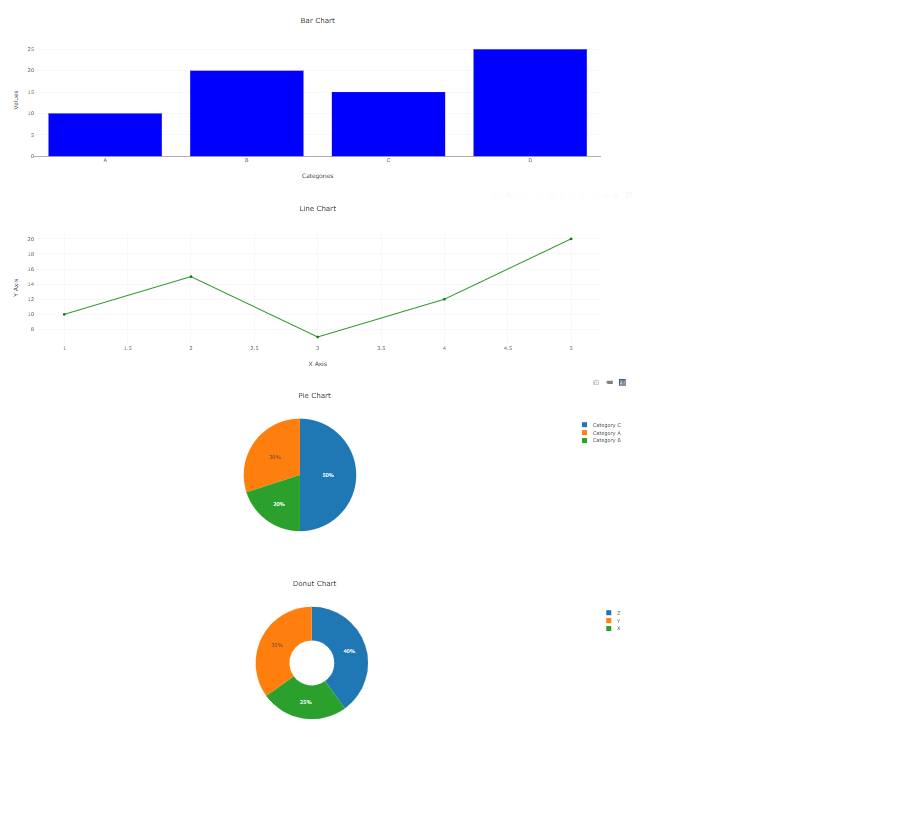 Bar Chart
25
20
15
10
5
0
Values
A B C D
Categories
Line Chart
20
18
16
14
12
10
8
Y Axis
1 1.5 2 2.5 3 3.5 4 4.5 5
X Axis
Pie Chart
Category C
Category A
Category B
30%
50%
20%
Donut Chart
Z
Y
X
35%
40%
25%